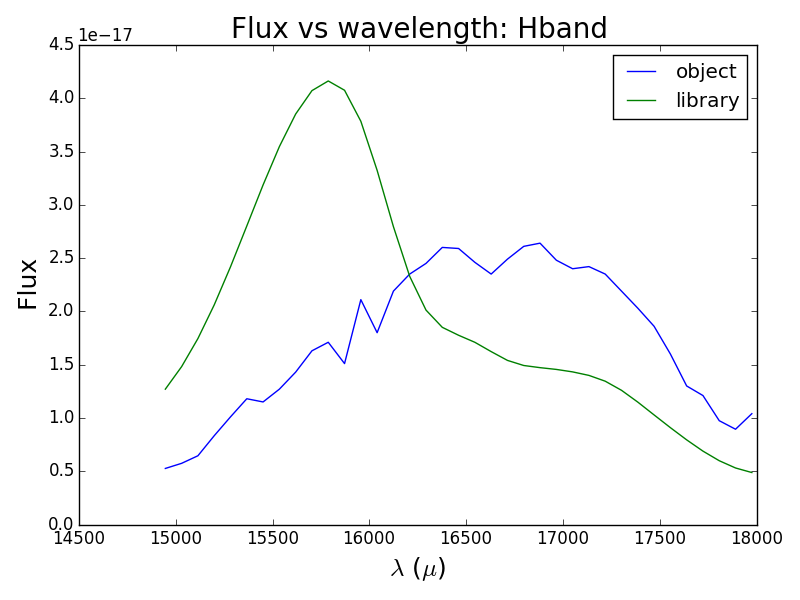 Flux vs wavelength: Hband
1e−17
4.5
4.0
3.5
3.0
2.5
2.0
1.5
1.0
0.5
0.0
Flux
object
library
14500 15000 15500 16000 16500 17000 17500 18000
λ (μ)